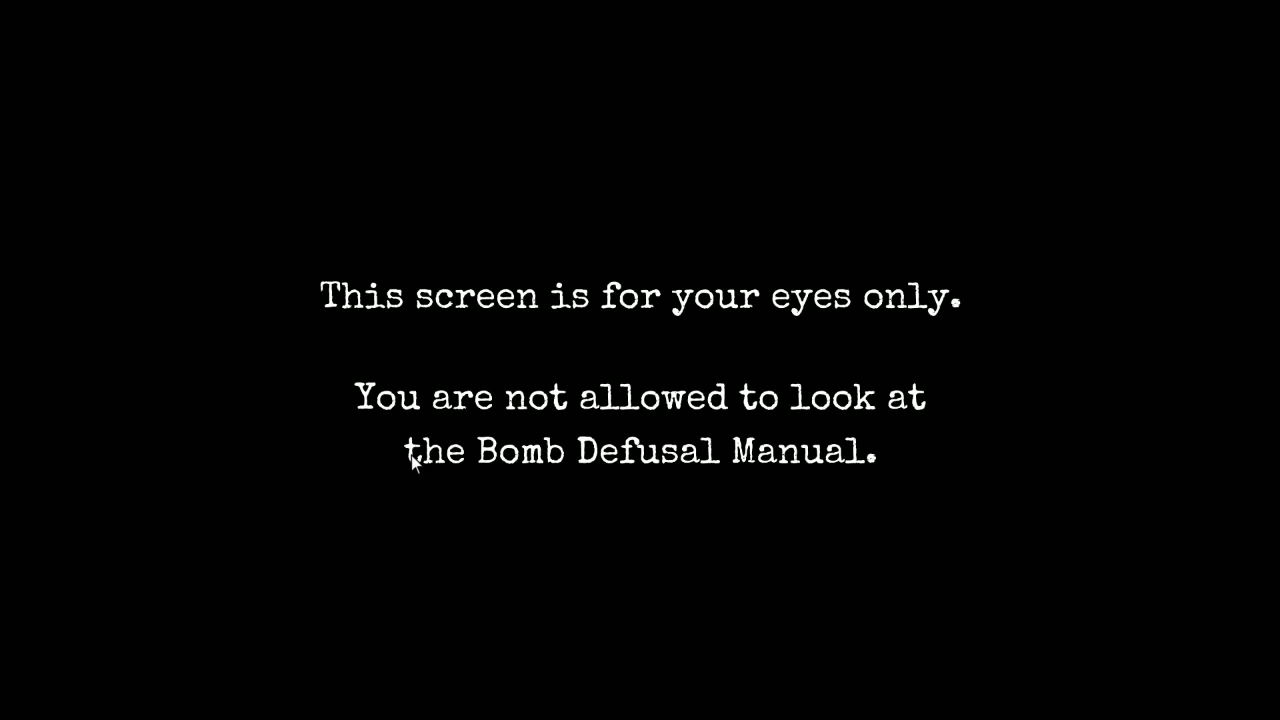 This screen is for your eyes only.
You are not allowed to look at
the Bomb Defusal Manual.